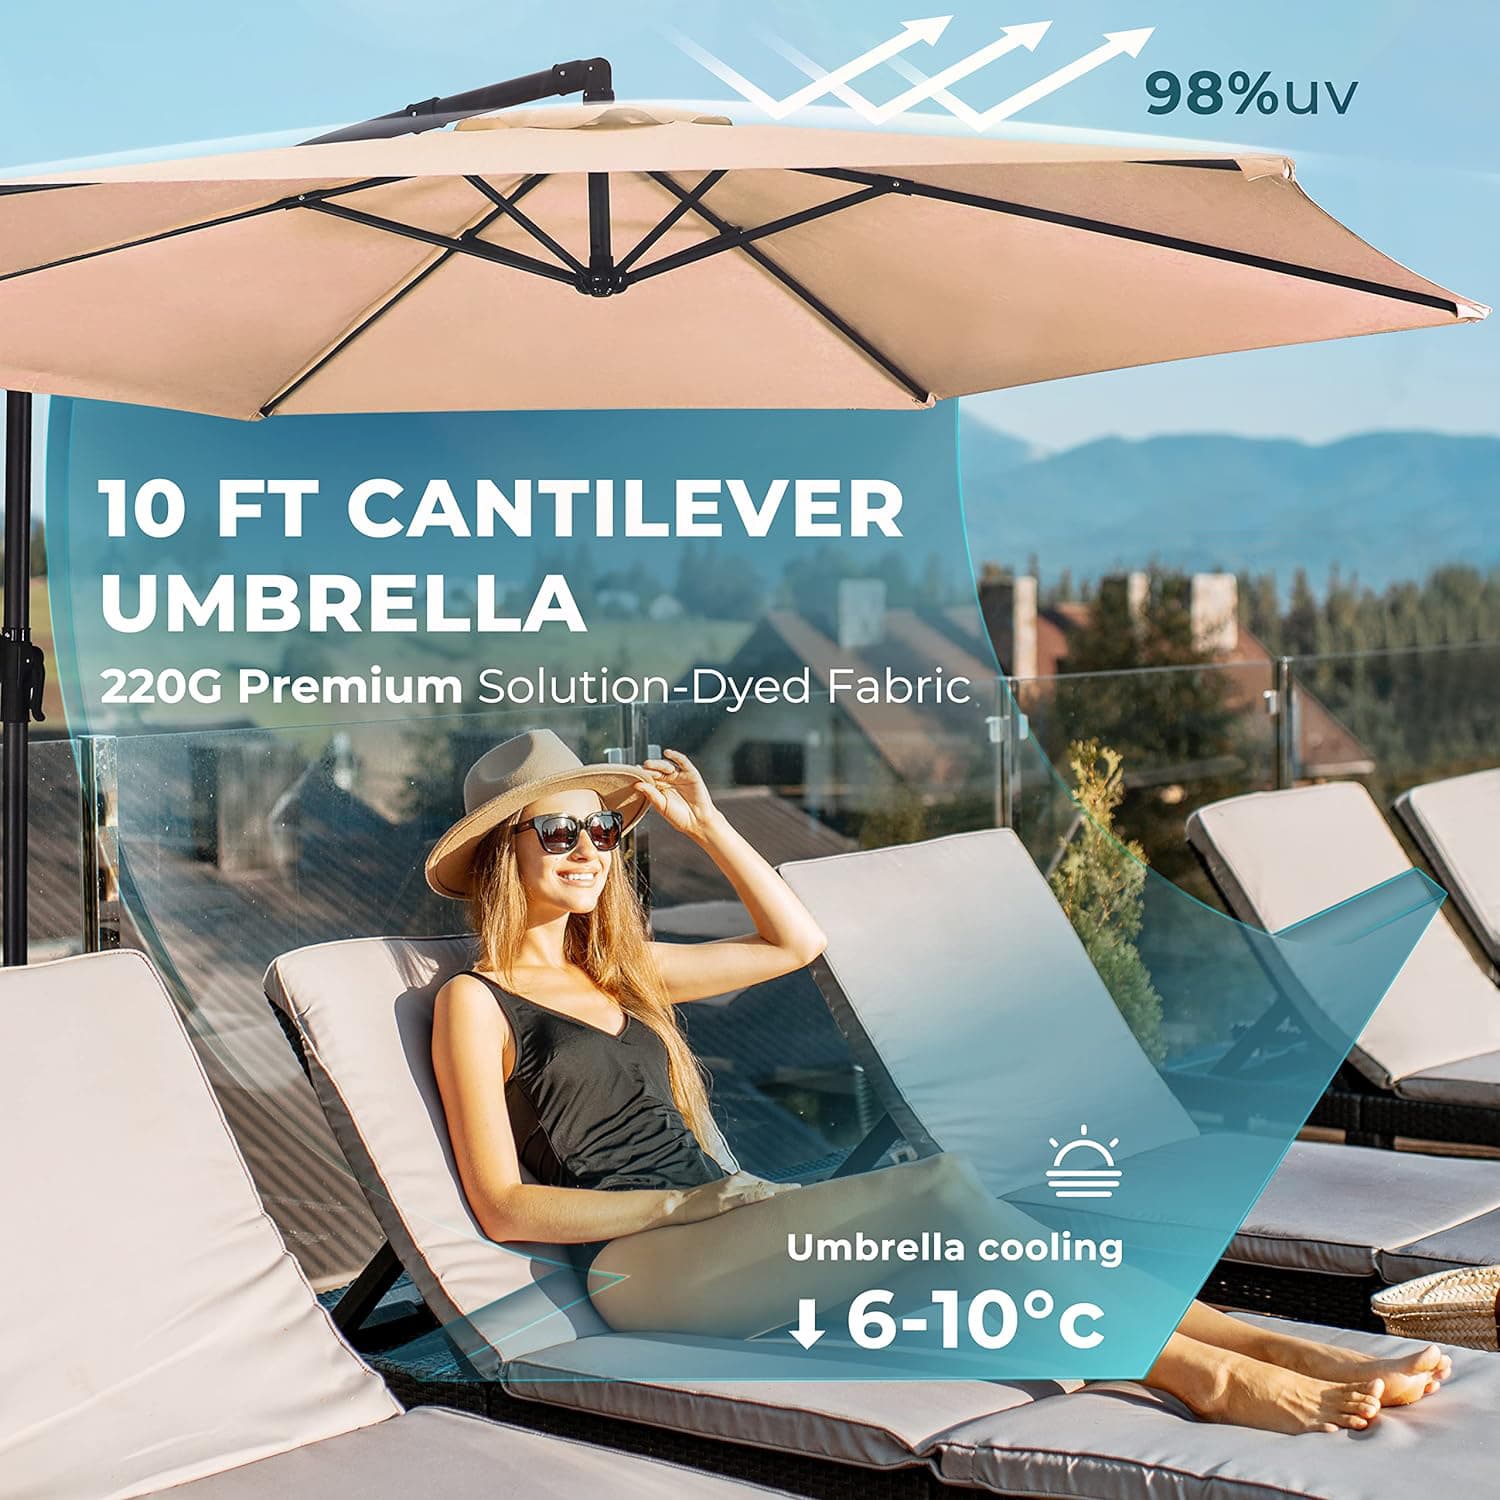 98%UV
10 FT CANTILEVER
UMBRELLA
220G Premium Solution-Dyed Fabric
Umbrella cooling
↓6-10°c